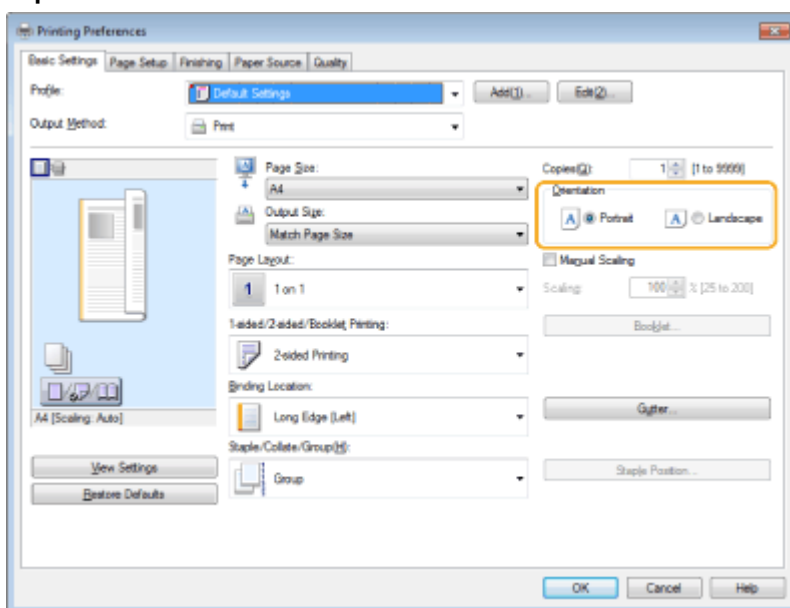 Printing Preferences
Basic Settings Page Setup Finishing Paper Source Quality
Profile: Default Settings Add(1)... Edit(2)...
Output Method: Print
Page Size: Copies(Q): 1 [1 to 9999]
A4 Orientation
A Portrait A Landscape
Output Size:
Match Page Size
Page Layout: Manual Scaling
1 1 on 1 Scaling: 100 % [25 to 200]
1-sided/2-sided/Booklet Printing: Booklet...
2-sided Printing
Binding Location:
Long Edge (Left) Gutter...
A4 [Scaling: Auto]
Staple/Collate/Group(H):
View Settings Group Staple Position...
Restore Defaults
OK Cancel Help